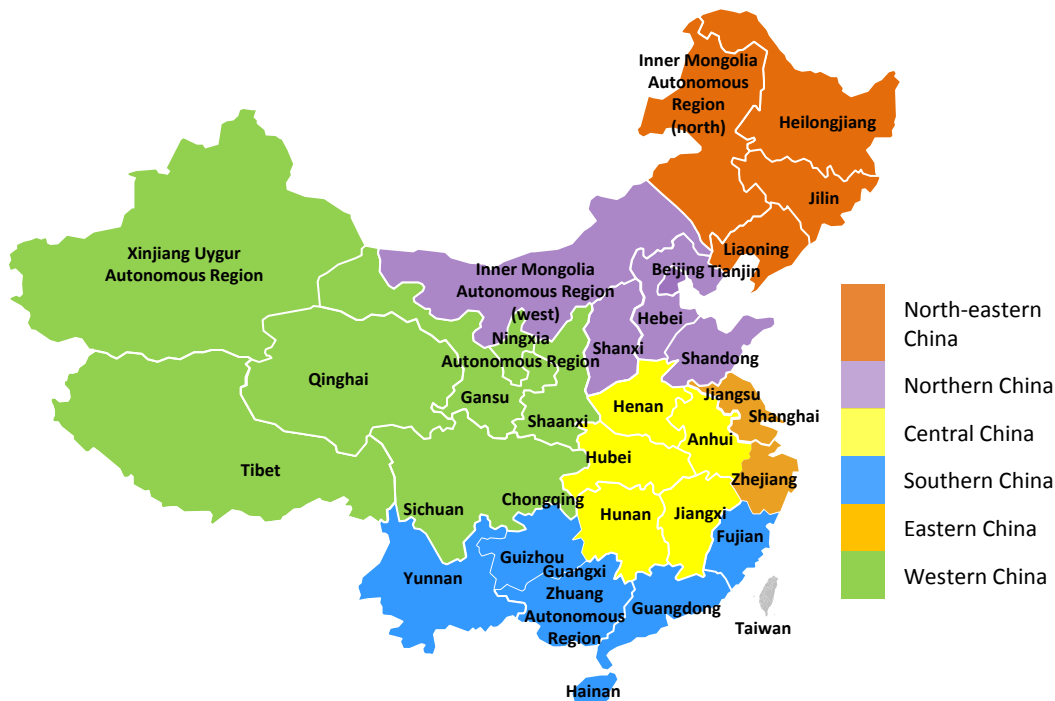 Inner Mongolia
Autonomous
Region
(north)
Heilongjiang
Jilin
Liaoning
Xinjiang Uygur
Autonomous Region
Inner Mongolia
Autonomous Region
(west)
Beijing
Tianjin
Hebei
Ningxia
Autonomous Region
Shanxi
Shandong
Qinghai
Gansu
Shaanxi
Henan
Jiangsu
Shanghai
Anhui
Hubei
Zhejiang
Tibet
Sichuan
Chongqing
Hunan
Jiangxi
Fujian
Yunnan
Guizhou
Guangxi
Zhuang
Autonomous
Region
Guangdong
Taiwan
Hainan
North-eastern
China
Northern China
Central China
Southern China
Eastern China
Western China